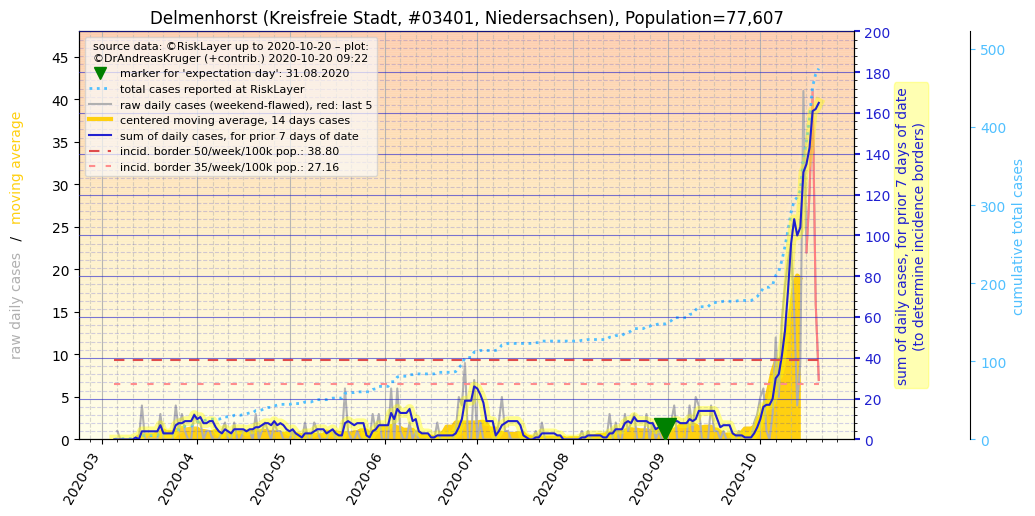 Delmenhorst (Kreisfreie Stadt, #03401, Niedersachsen), Population=77,607
source data: ©RiskLayer up to 2020-10-20 – plot:
©DrAndreasKruger (+contrib.) 2020-10-20 09:22
marker for 'expectation day': 31.08.2020
total cases reported at RiskLayer
raw daily cases (weekend-flawed), red: last 5
centered moving average, 14 days cases
sum of daily cases, for prior 7 days of date
incid. border 50/week/100k pop.: 38.80
incid. border 35/week/100k pop.: 27.16
raw daily cases / moving average
45
40
35
30
25
20
15
10
5
0
2020-03
2020-04
2020-05
2020-06
2020-07
2020-08
2020-09
2020-10
200
180
160
140
120
100
80
60
40
20
0
sum of daily cases, for prior 7 days of date
(to determine incidence borders)
500
400
300
200
100
0
cumulative total cases